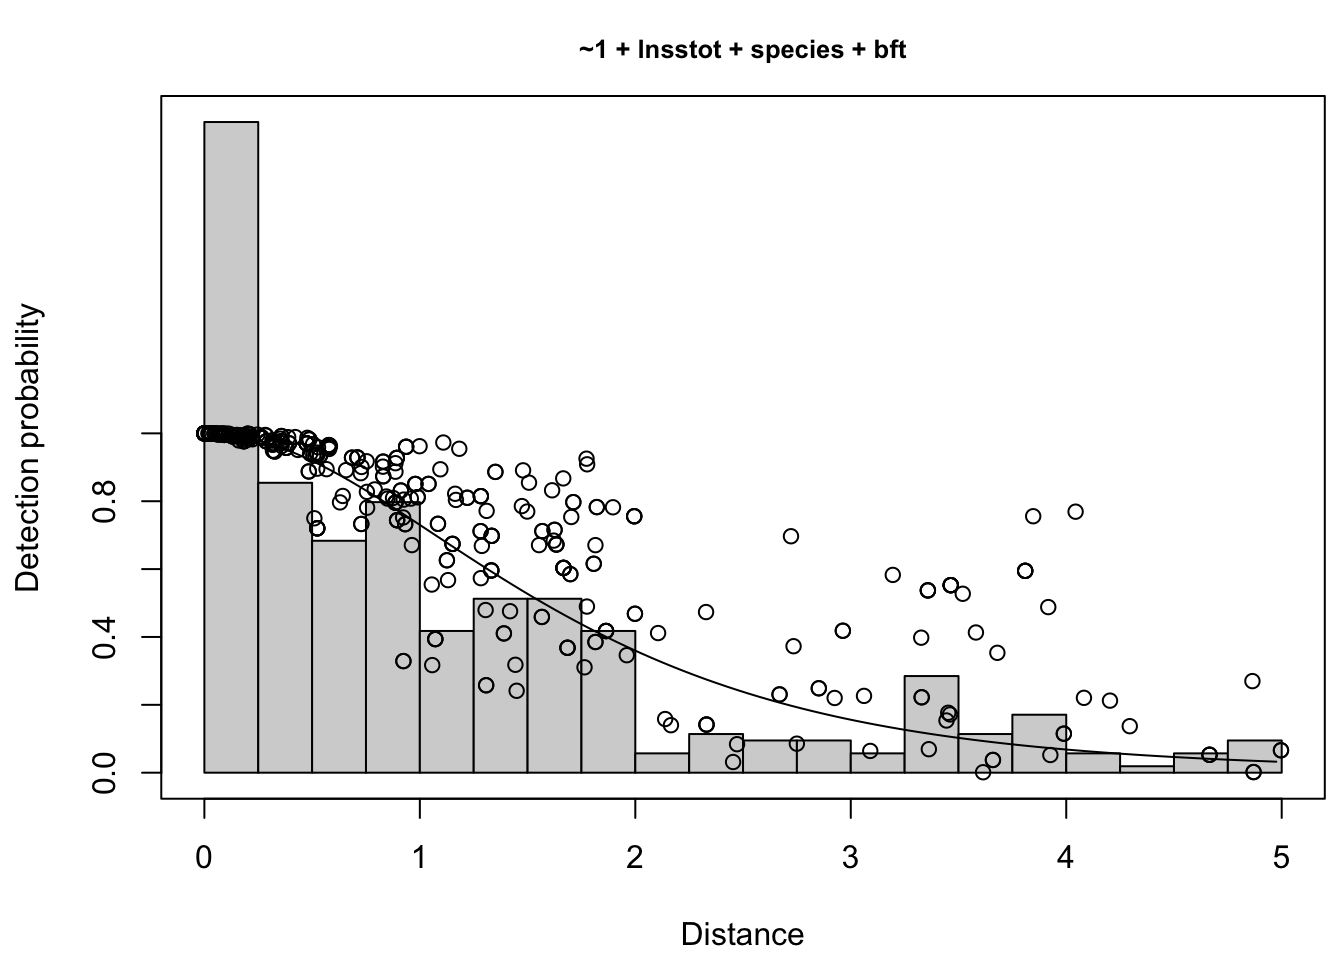 ~1 + lnsstot + species + bft
Detection probability
0.8
0.4
0.0
0 1 2 3 4 5
Distance